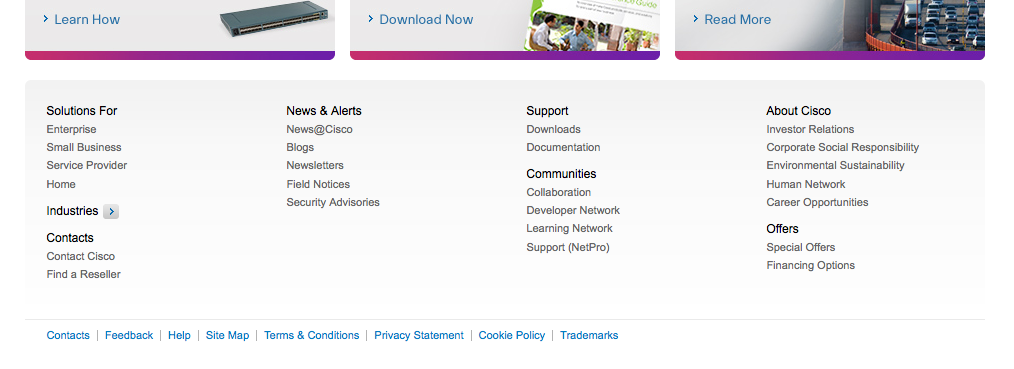 Learn How
Download Now
Read More
Guide
Solutions For
Enterprise
Small Business
Service Provider
Home
Industries
Contacts
Contact Cisco
Find a Reseller
News & Alerts
News@Cisco
Blogs
Newsletters
Field Notices
Security Advisories
Support
Downloads
Documentation
Communities
Collaboration
Developer Network
Learning Network
Support (NetPro)
About Cisco
Investor Relations
Corporate Social Responsibility
Environmental Sustainability
Human Network
Career Opportunities
Offers
Special Offers
Financing Options
Contacts | Feedback | Help | Site Map | Terms & Conditions | Privacy Statement | Cookie Policy | Trademarks